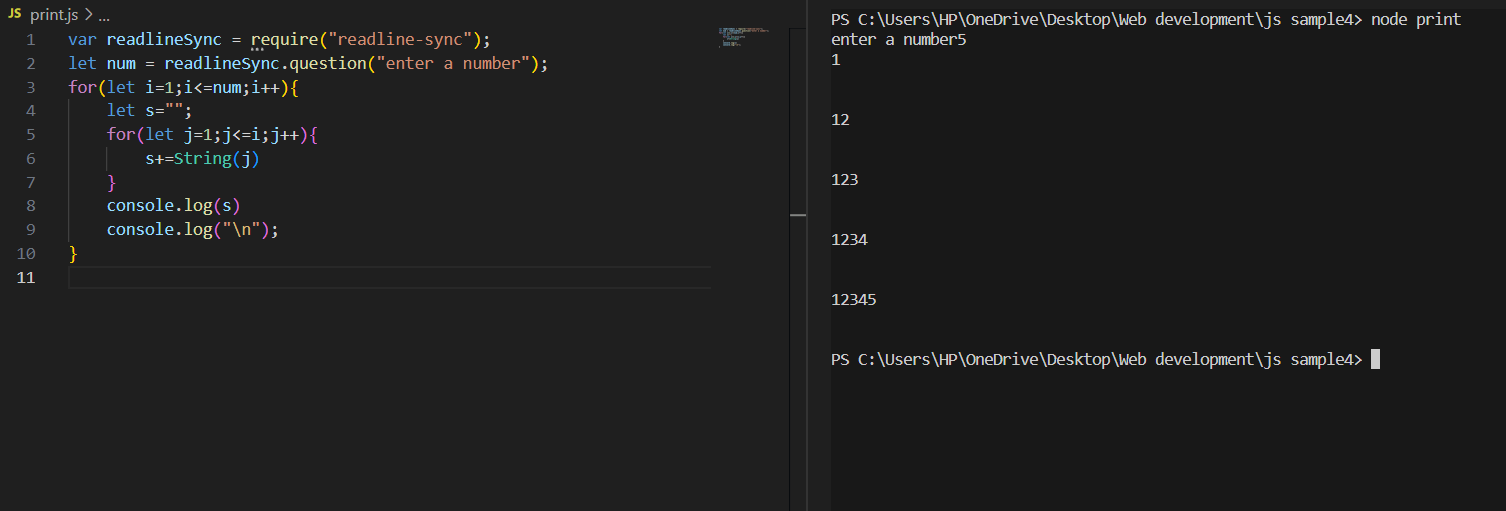 JS print.js > ...
1 var readlineSync = require("readline-sync");
2 let num = readlineSync.question("enter a number");
3 for(let i=1;i<=num;i++){
4     let s="";
5     for(let j=1;j<=i;j++){
6         s+=String(j)
7     }
8     console.log(s)
9     console.log("\n");
10 }
11
PS C:\Users\HP\OneDrive\Desktop\Web development\js sample4> node print
enter a number5
1
12
123
1234
12345
PS C:\Users\HP\OneDrive\Desktop\Web development\js sample4>